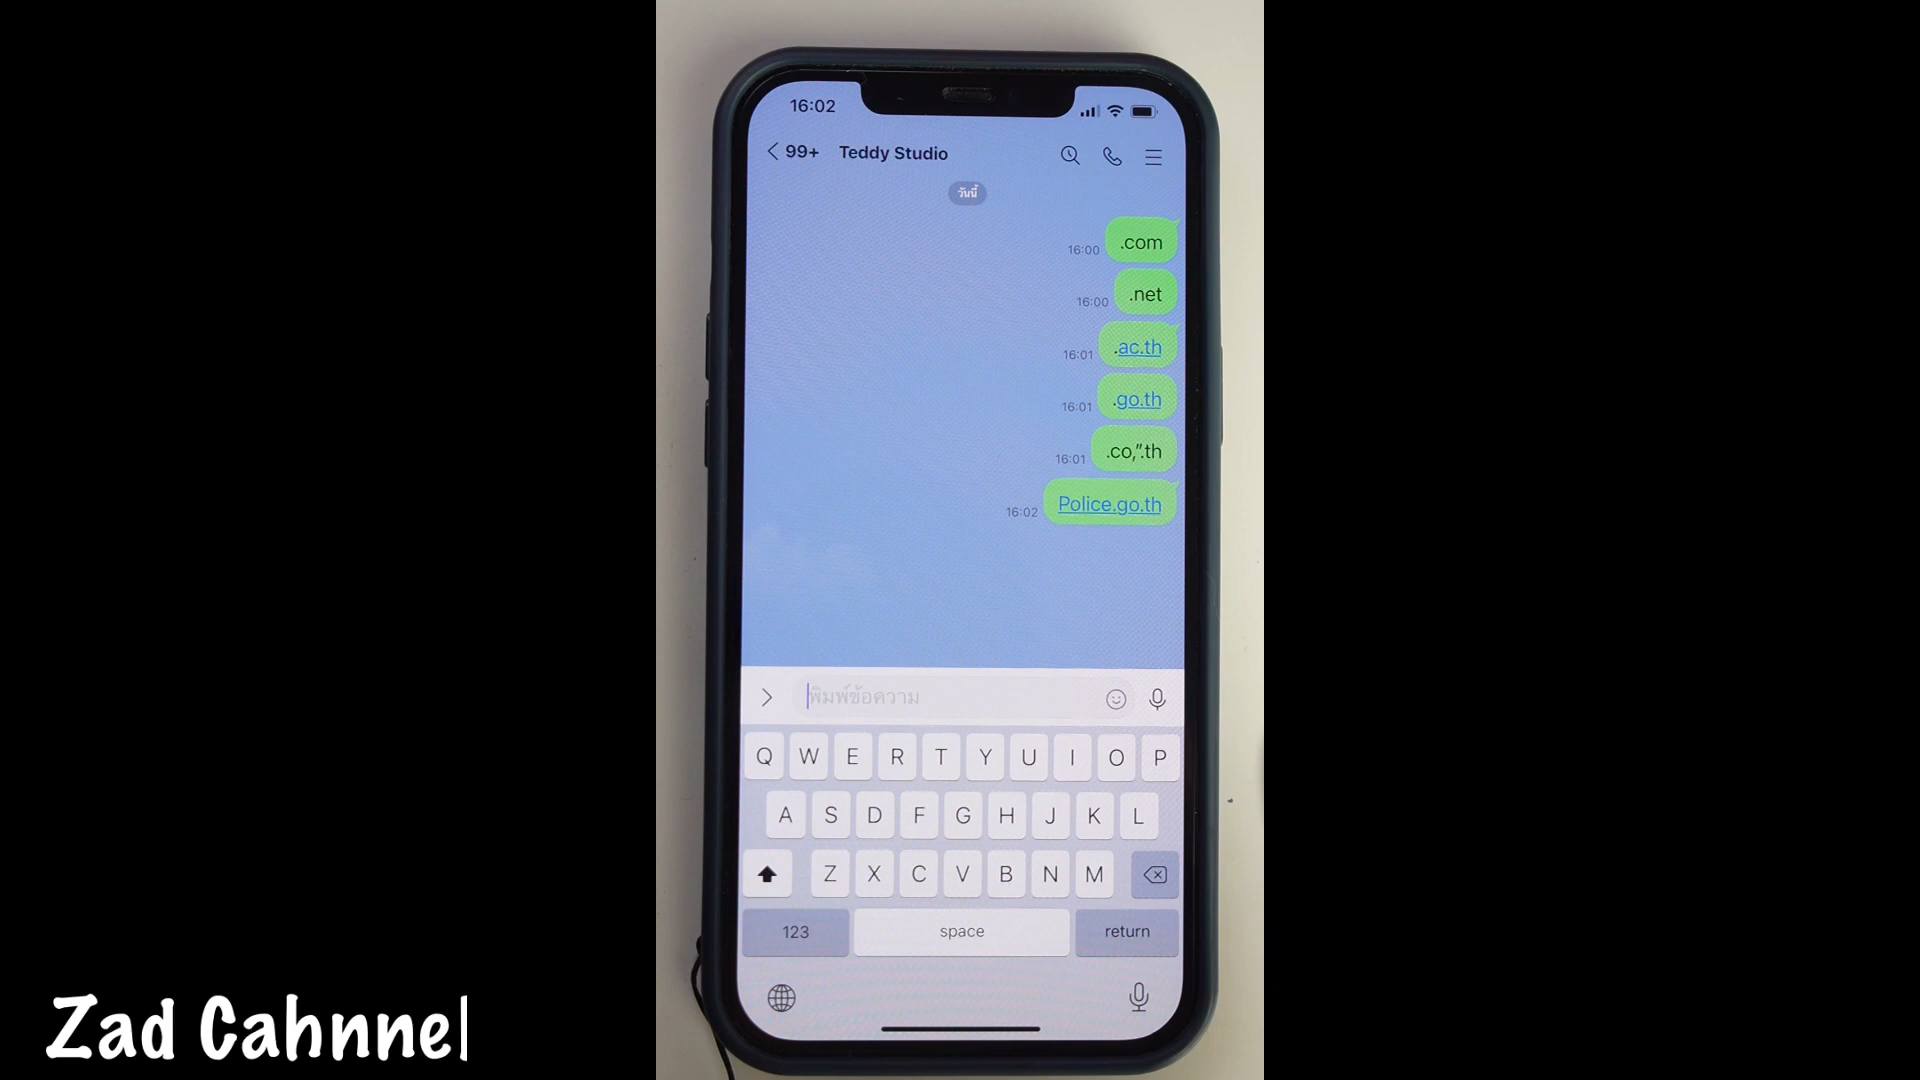 16:02
99+ Teddy Studio
วันนี้
16:00 .com
16:00 .net
16:01 .ac.th
16:01 .go.th
16:01 .co,”.th
16:02 Police.go.th
พิมพ์ข้อความ
Q W E R T Y U I O P
A S D F G H J K L
Z X C V B N M
123 space return
Zad Cahnnel